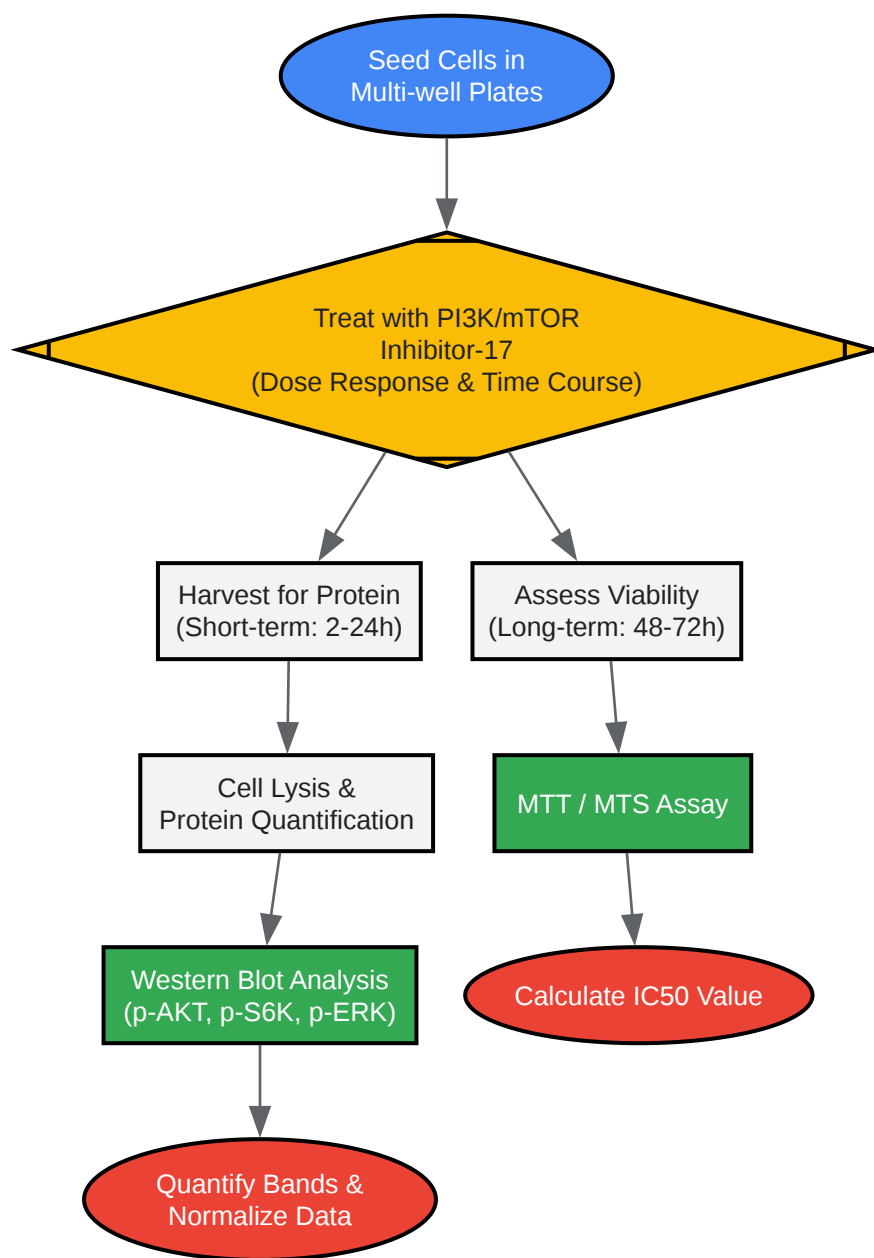 Seed Cells in
Multi-well Plates
Treat with PI3K/mTOR
Inhibitor-17
(Dose Response & Time Course)
Harvest for Protein
(Short-term: 2-24h)
Assess Viability
(Long-term: 48-72h)
Cell Lysis &
Protein Quantification
MTT / MTS Assay
Western Blot Analysis
(p-AKT, p-S6K, p-ERK)
Calculate IC50 Value
Quantify Bands &
Normalize Data